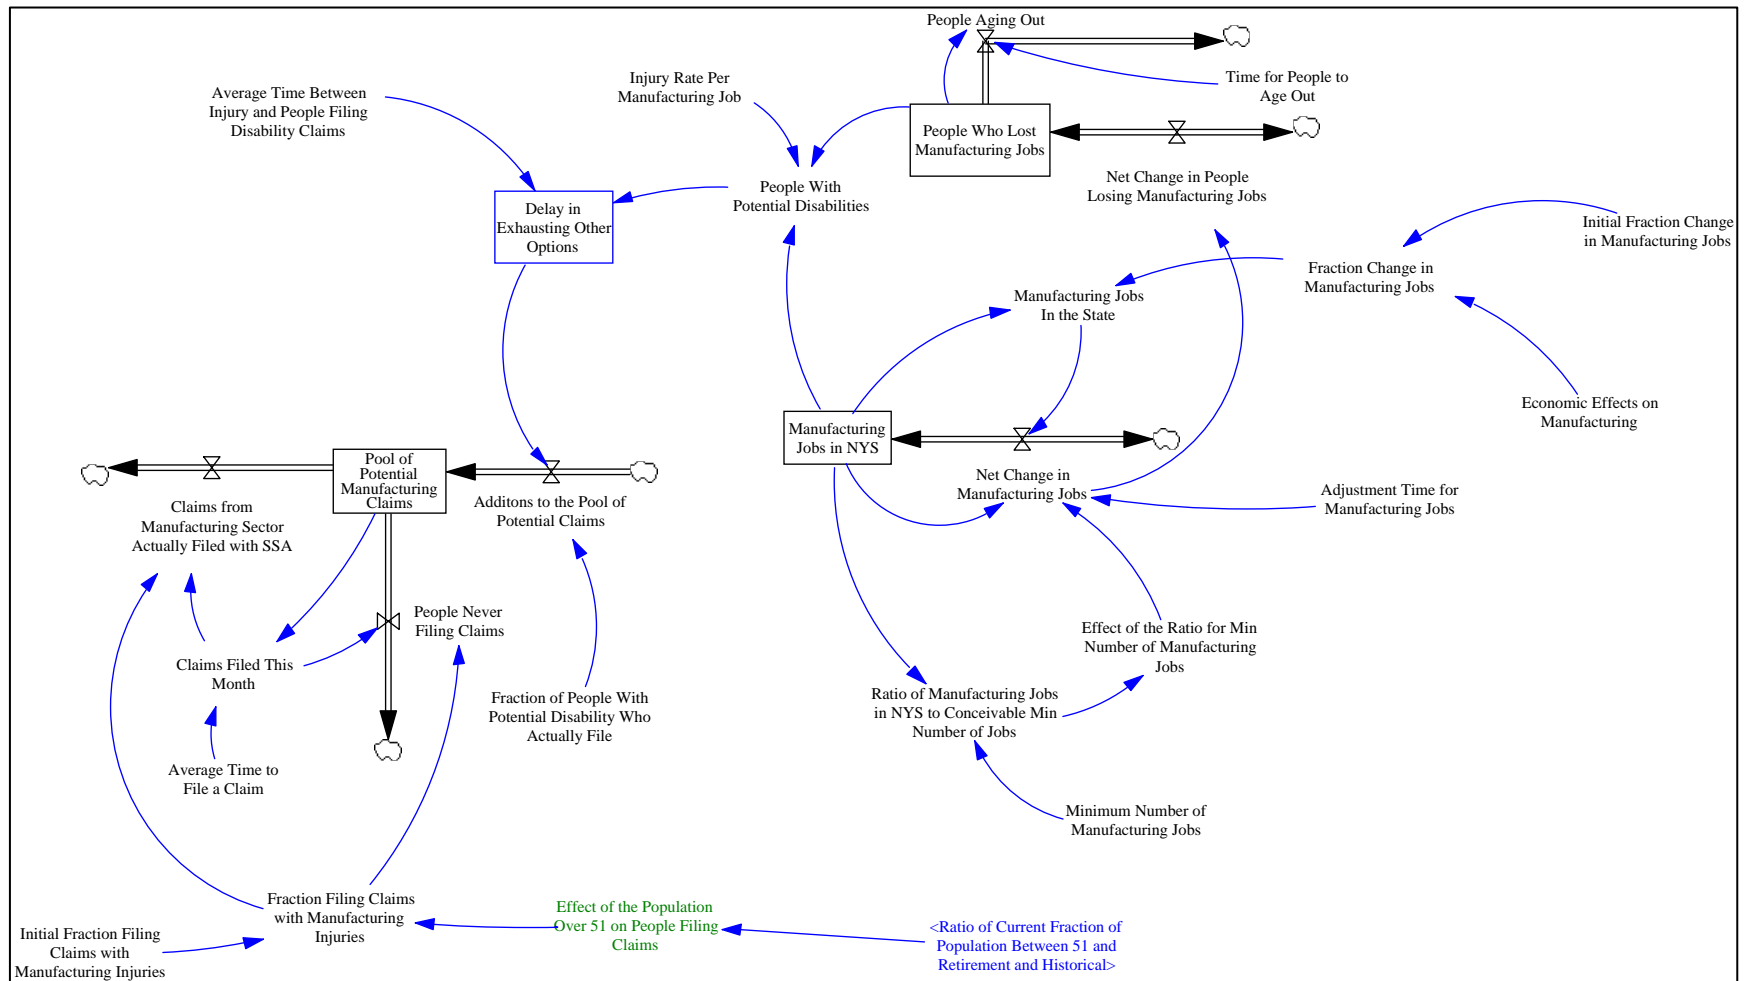 People Aging Out
Average Time Between
Injury and People Filing
Disability Claims
Injury Rate Per
Manufacturing Job
Time for People to
Age Out
People Who Lost
Manufacturing Jobs
Net Change in People
Losing Manufacturing Jobs
People With
Potential Disabilities
Delay in
Exhausting Other
Options
Initial Fraction Change
in Manufacturing Jobs
Fraction Change in
Manufacturing Jobs
Manufacturing Jobs
In the State
Economic Effects on
Manufacturing
Manufacturing
Jobs in NYS
Net Change in
Manufacturing Jobs
Adjustment Time for
Manufacturing Jobs
Pool of
Potential
Manufacturing
Claims
Additons to the Pool of
Potential Claims
Claims from
Manufacturing Sector
Actually Filed with SSA
People Never
Filing Claims
Claims Filed This
Month
Effect of the Ratio for Min
Number of Manufacturing
Jobs
Fraction of People With
Potential Disability Who
Actually File
Ratio of Manufacturing Jobs
in NYS to Conceivable Min
Number of Jobs
Average Time to
File a Claim
Minimum Number of
Manufacturing Jobs
Fraction Filing Claims
with Manufacturing
Injuries
Effect of the Population
Over 51 on People Filing
Claims
<Ratio of Current Fraction of
Population Between 51 and
Retirement and Historical>
Initial Fraction Filing
Claims with
Manufacturing Injuries